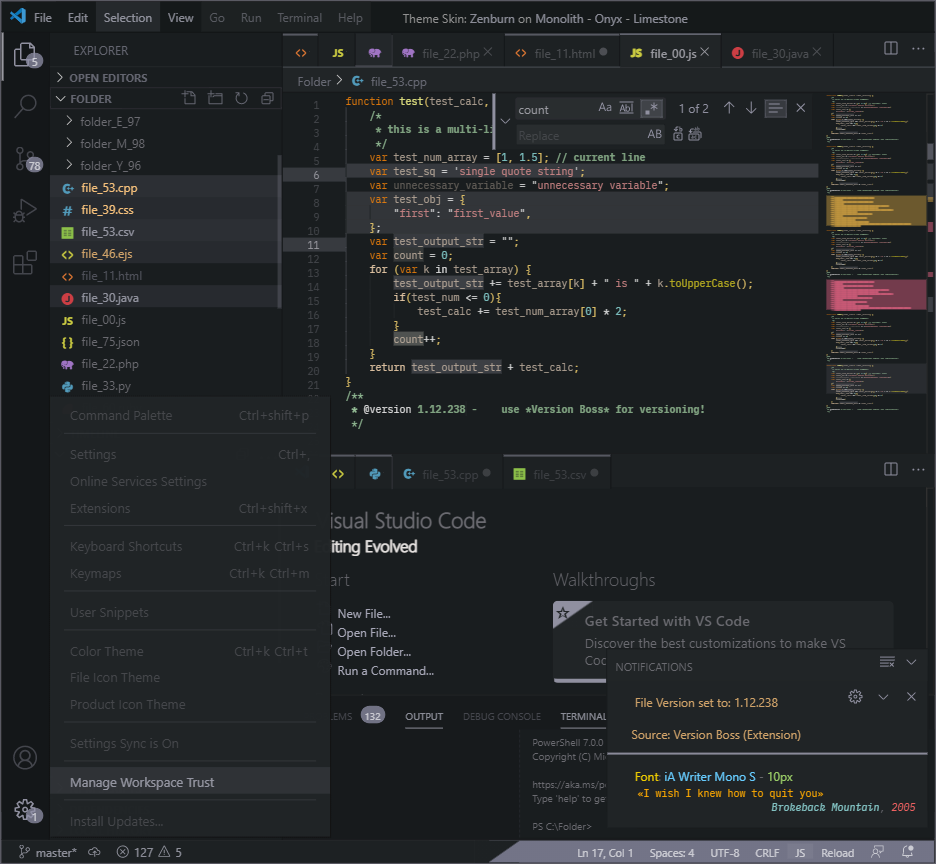 File Edit Selection View Go Run Terminal Help Theme Skin: Zenburn on Monolith - Onyx - Limestone
EXPLORER
OPEN EDITORS
FOLDER
folder_E_97
folder_M_98
folder_Y_96
file_53.cpp
file_39.css
file_53.csv
file_46.ejs
file_11.html
file_30.java
file_00.js
file_75.json
file_22.php
file_33.py
5
78
1
Command Palette Ctrl+shift+p
Settings Ctrl+,
Online Services Settings
Extensions Ctrl+shift+x
Keyboard Shortcuts Ctrl+k Ctrl+s
Keymaps Ctrl+k Ctrl+m
User Snippets
Color Theme Ctrl+k Ctrl+t
File Icon Theme
Product Icon Theme
Settings Sync is On
Manage Workspace Trust
Install Updates...
JS file_22.php file_11.html JS file_00.js file_30.java
Folder > file_53.cpp
count Aa Abl .* 1 of 2
Replace AB
1 function test(test_calc,
2 /*
3 * this is a multi-li
4 */
5 var test_num_array = [1, 1.5]; // current line
6 var test_sq = 'single quote string';
7 var unnecessary_variable = "unnecessary variable";
8 var test_obj = {
9 "first": "first_value",
10 };
11 var test_output_str = "";
12 var count = 0;
13 for (var k in test_array) {
14 test_output_str += test_array[k] + " is " + k.toUpperCase();
15 if(test_num <= 0){
16 test_calc += test_num_array[0] * 2;
17 }
18 count++;
19 }
20 return test_output_str + test_calc;
21 }
/**
* @version 1.12.238 - use *Version Boss* for versioning!
*/
file_53.cpp file_53.csv
isual Studio Code
iting Evolved
art
New File...
Open File...
Open Folder...
Run a Command...
Walkthroughs
Get Started with VS Code
Discover the best customizations to make VS
Coc
LEMS 132 OUTPUT DEBUG CONSOLE TERMINAL
PowerShell 7.0.0
Copyright (C) Mi
https://aka.ms/p
Type 'help' to ge
PS C:\Folder>
NOTIFICATIONS
File Version set to: 1.12.238
Source: Version Boss (Extension)
Font: iA Writer Mono S - 10px
«I wish I knew how to quit you»
Brokeback Mountain, 2005
master* 127 5 Ln 17, Col 1 Spaces: 4 UTF-8 CRLF JS Reload